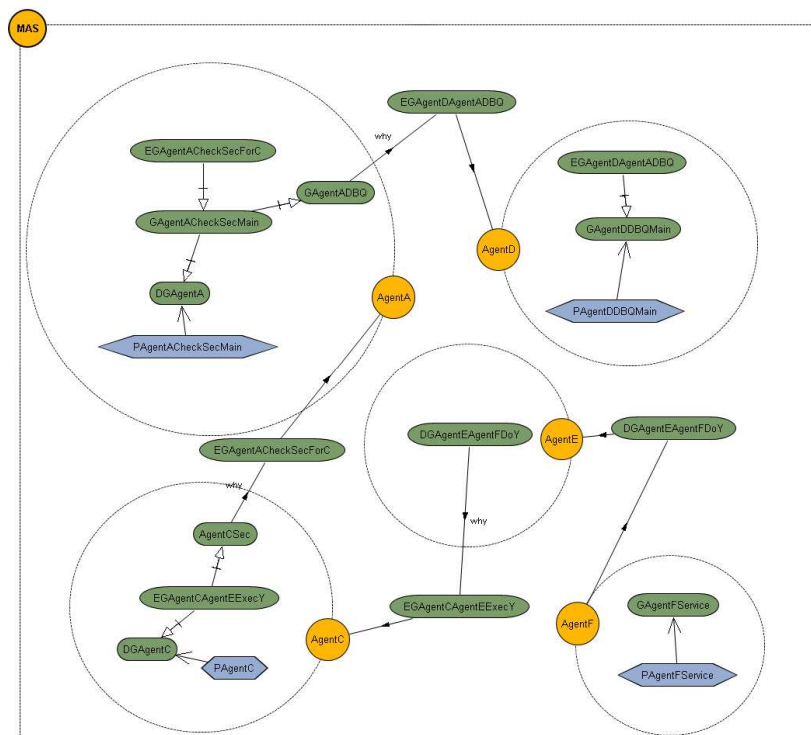 MAS
EGAgentDAgentADBQ
why
EGAgentACheckSecForC
EGAgentDAgentADBQ
GAgentADBQ
GAgentACheckSecMain
GAgentDDBQMain
AgentD
DGAgentA
AgentA
PAgentDDBQMain
PAgentACheckSecMain
DGAgentEAgentFDoY
AgentE
DGAgentEAgentFDoY
EGAgentACheckSecForC
why
why
AgentCSec
EGAgentCAgentEExecY
EGAgentCAgentEExecY
GAgentFService
AgentF
AgentC
DGAgentC
PAgentC
PAgentFService